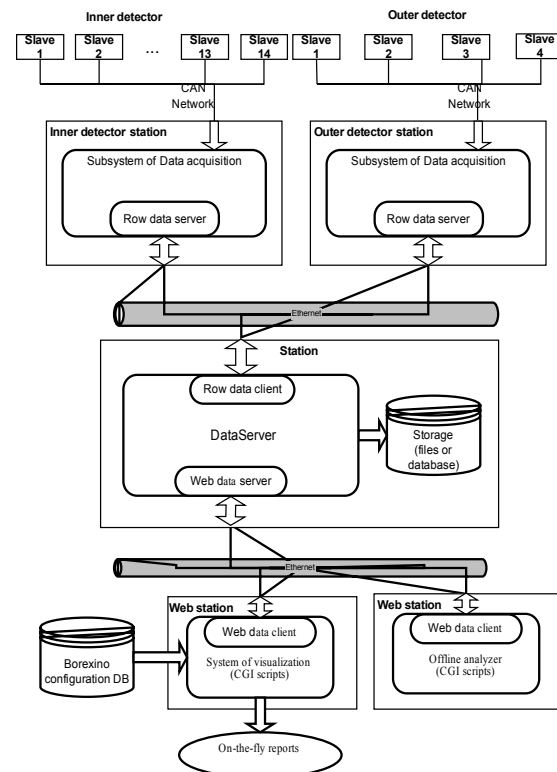 Inner detector
Outer detector
Slave 1
Slave 2
...
Slave 13
Slave 14
Slave 1
Slave 2
Slave 3
Slave 4
CAN
Network
CAN
Network
Inner detector station
Subsystem of Data acquisition
Row data server
Outer detector station
Subsystem of Data acquisition
Row data server
Ethernet
Station
Row data client
DataServer
Web data server
Storage
(files or
database)
Ethernet
Web station
Web data client
System of visualization
(CGI scripts)
Web station
Web data client
Offline analyzer
(CGI scripts)
Borexino
configuration DB
On-the-fly reports